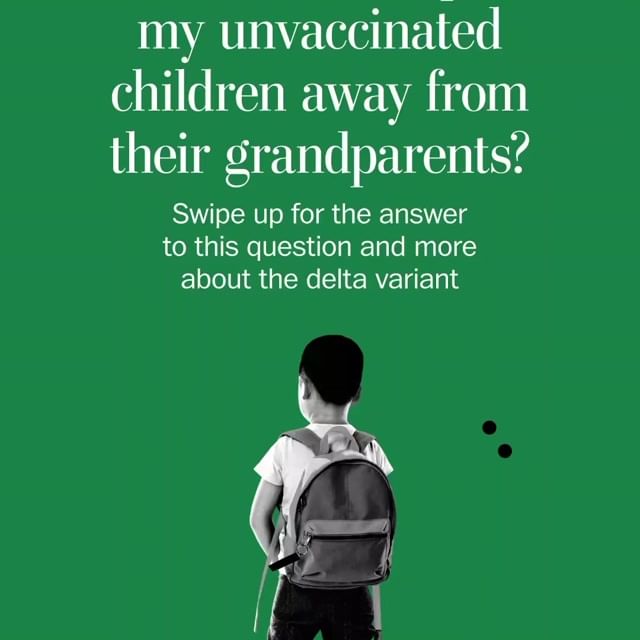 my unvaccinated
children away from
their grandparents?
Swipe up for the answer
to this question and more
about the delta variant